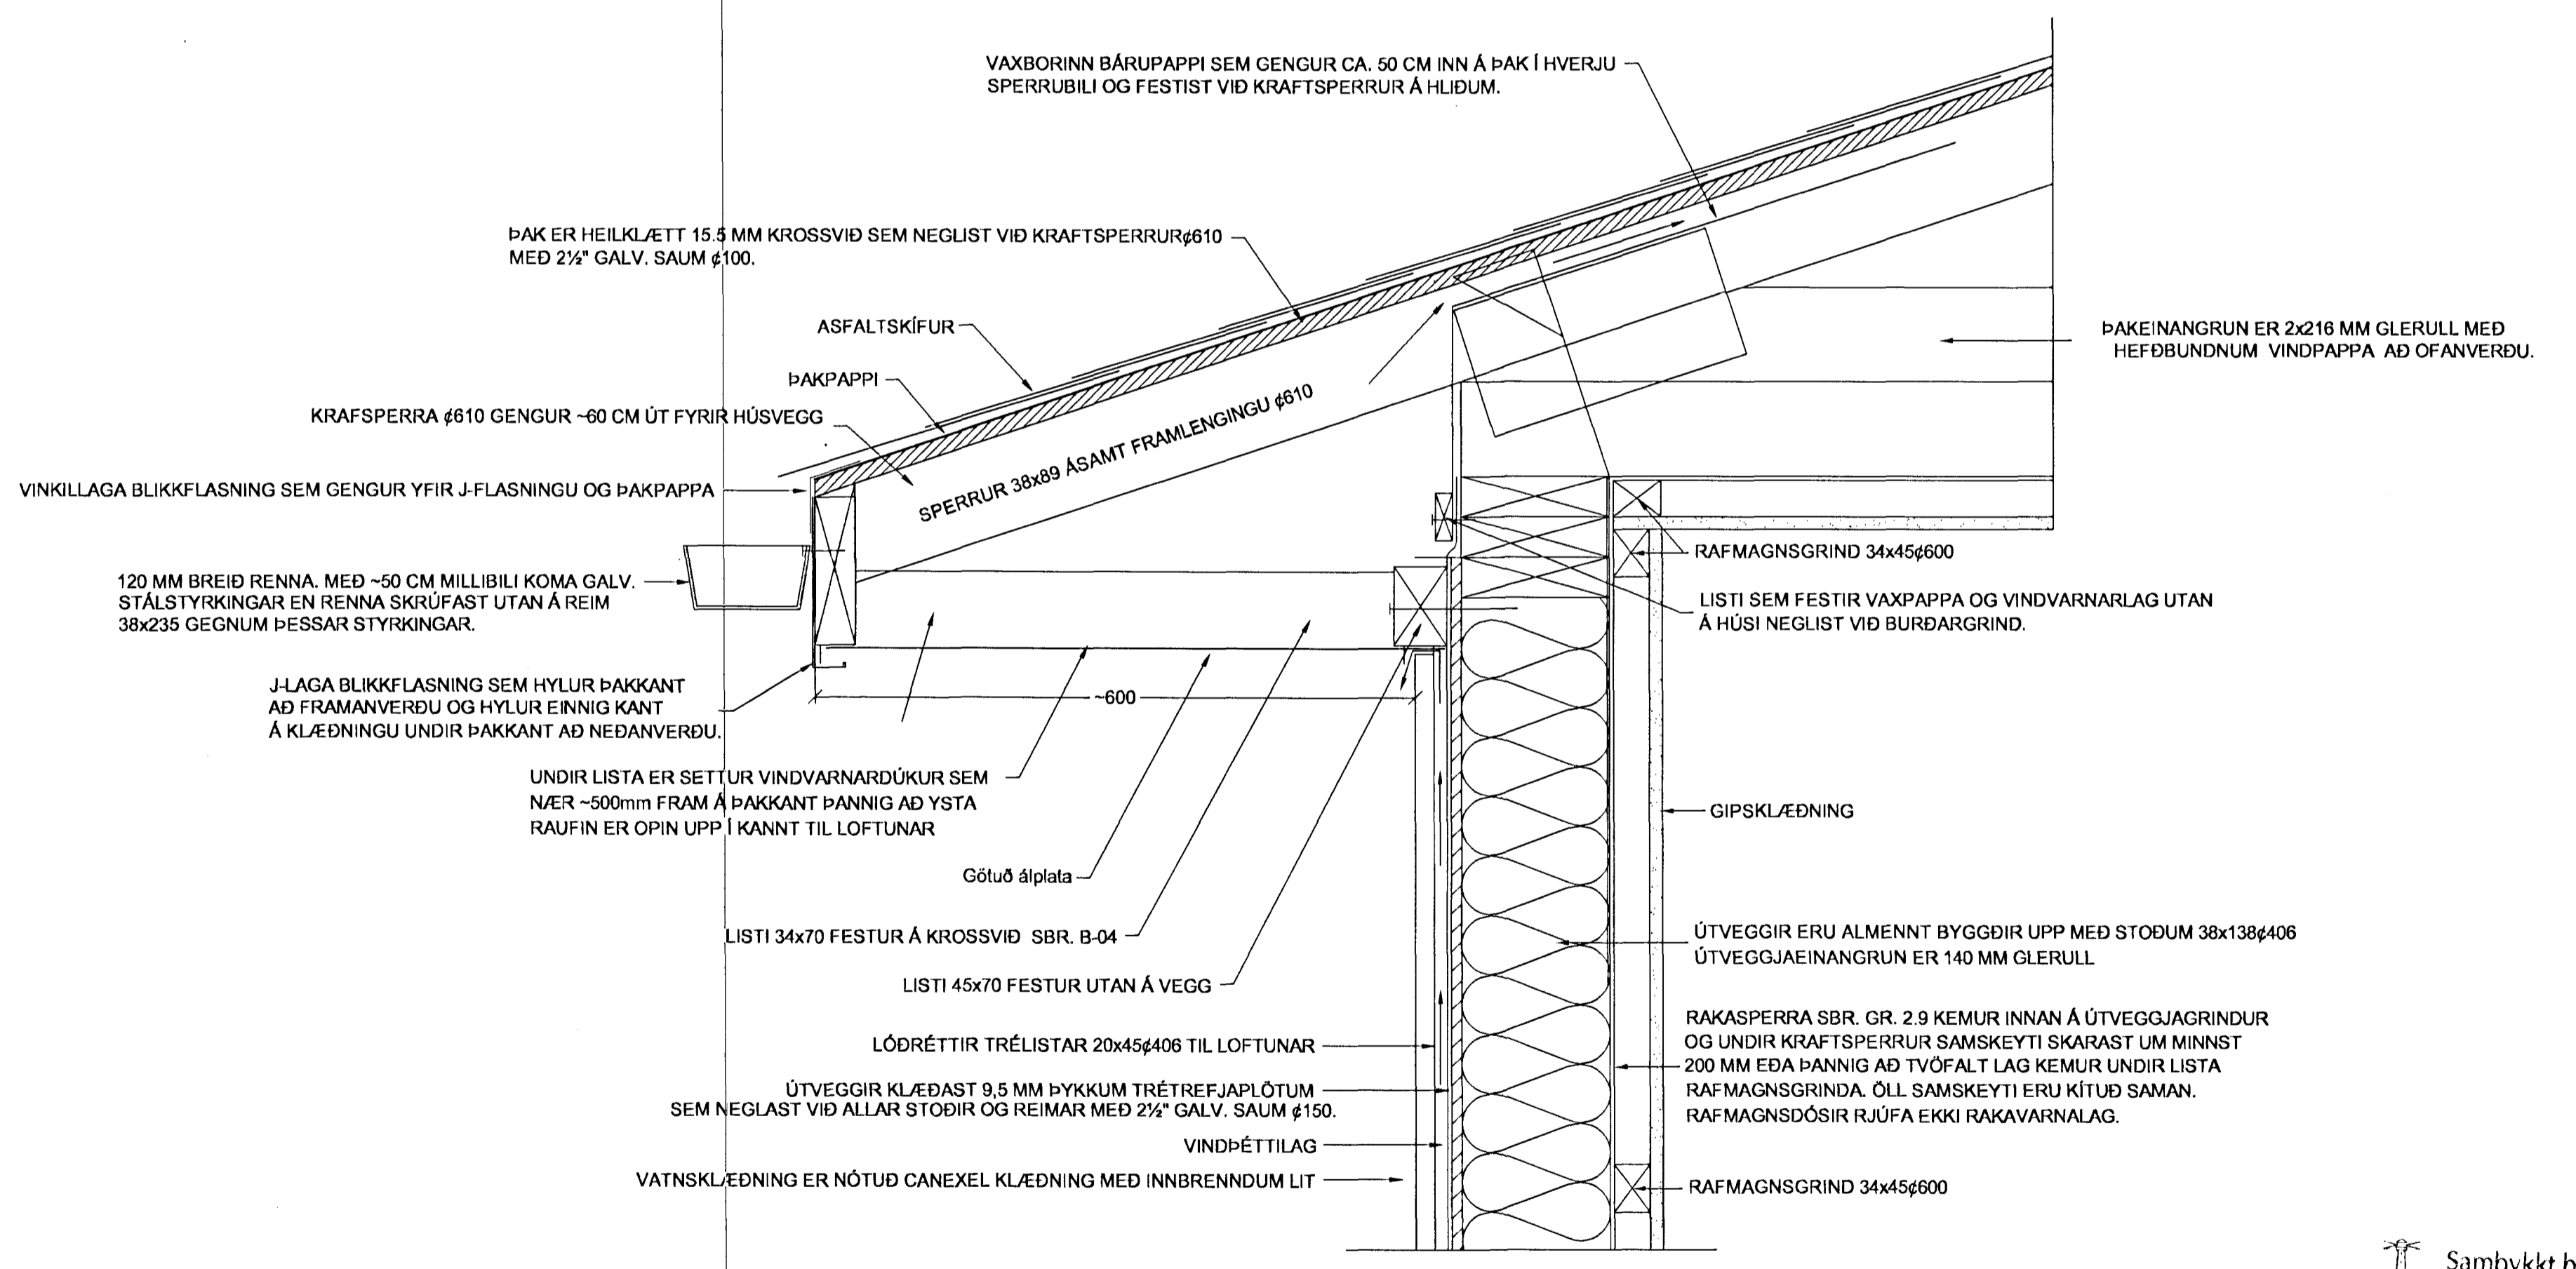 VAXBORINN BÁRUPAPPI SEM GENGUR CA. 50 CM INN Á ÞAK Í HVERJU
SPERRUBILI OG FESTIST VIÐ KRAFTSPERRUR Á HLIÐUM.
ÞAK ER HEILKLÆTT 15.5 MM KROSSVIÐ SEM NEGLIST VIÐ KRAFTSPERRUR¢610
MEÐ 2½" GALV. SAUM ¢100.
ASFALTSKÍFUR
ÞAKPAPPI
KRAFSPERRA ¢610 GENGUR ~60 CM ÚT FYRIR HÚSVEGG
SPERRUR 38x89 ÁSAMT FRAMLENGINGU ¢610
VINKILLAGA BLIKKFLASNING SEM GENGUR YFIR J-FLASNINGU OG ÞAKPAPPA
120 MM BREIÐ RENNA. MEÐ ~50 CM MILLIBILI KOMA GALV.
STÁLSTYRKINGAR EN RENNA SKRÚFAST UTAN Á REIM
38x235 GEGNUM ÞESSAR STYRKINGAR.
J-LAGA BLIKKFLASNING SEM HYLUR ÞAKKANT
AÐ FRAMANVERÐU OG HYLUR EINNIG KANT
Á KLÆÐNINGU UNDIR ÞAKKANT AÐ NEÐANVERÐU.
~600
UNDIR LISTA ER SETTUR VINDVARNARDÚKUR SEM
NÆR ~500mm FRAM Á ÞAKKANT ÞANNIG AÐ YSTA
RAUFIN ER OPIN UPP Í KANNT TIL LOFTUNAR
Götuð álplata
LISTI 34x70 FESTUR Á KROSSVIÐ SBR. B-04
LISTI 45x70 FESTUR UTAN Á VEGG
LÓÐRÉTTIR TRÉLISTAR 20x45¢406 TIL LOFTUNAR
ÚTVEGGIR KLÆÐAST 9,5 MM ÞYKKUM TRÉTREFJAPLÖTUM
SEM NEGLAST VIÐ ALLAR STOÐIR OG REIMAR MEÐ 2½" GALV. SAUM ¢150.
VINDÞÉTTILAG
VATNSKLÆÐNING ER NÓTUÐ CANEXEL KLÆÐNING MEÐ INNBRENNDUM LIT
ÞAKEINANGRUN ER 2x216 MM GLERULL MEÐ
HEFÐBUNDNUM VINDPAPPA AÐ OFANVERÐU.
RAFMAGNSGRIND 34x45¢600
LISTI SEM FESTIR VAXPAPPA OG VINDVARNARLAG UTAN
Á HÚSI NEGLIST VIÐ BURÐARGRIND.
GIPSKLÆÐNING
ÚTVEGGIR ERU ALMENNT BYGGÐIR UPP MEÐ STOÐUM 38x138¢406
ÚTVEGGJAEINANGRUN ER 140 MM GLERULL
RAKASPERRA SBR. GR. 2.9 KEMUR INNAN Á ÚTVEGGJAGRINDUR
OG UNDIR KRAFTSPERRUR SAMSKEYTI SKARAST UM MINNST
200 MM EÐA ÞANNIG AÐ TVÖFALT LAG KEMUR UNDIR LISTA
RAFMAGNSGRINDA. ÖLL SAMSKEYTI ERU KÍTUÐ SAMAN.
RAFMAGNSDÓSIR RJÚFA EKKI RAKAVARNALAG.
RAFMAGNSGRIND 34x45¢600
Samþykkt